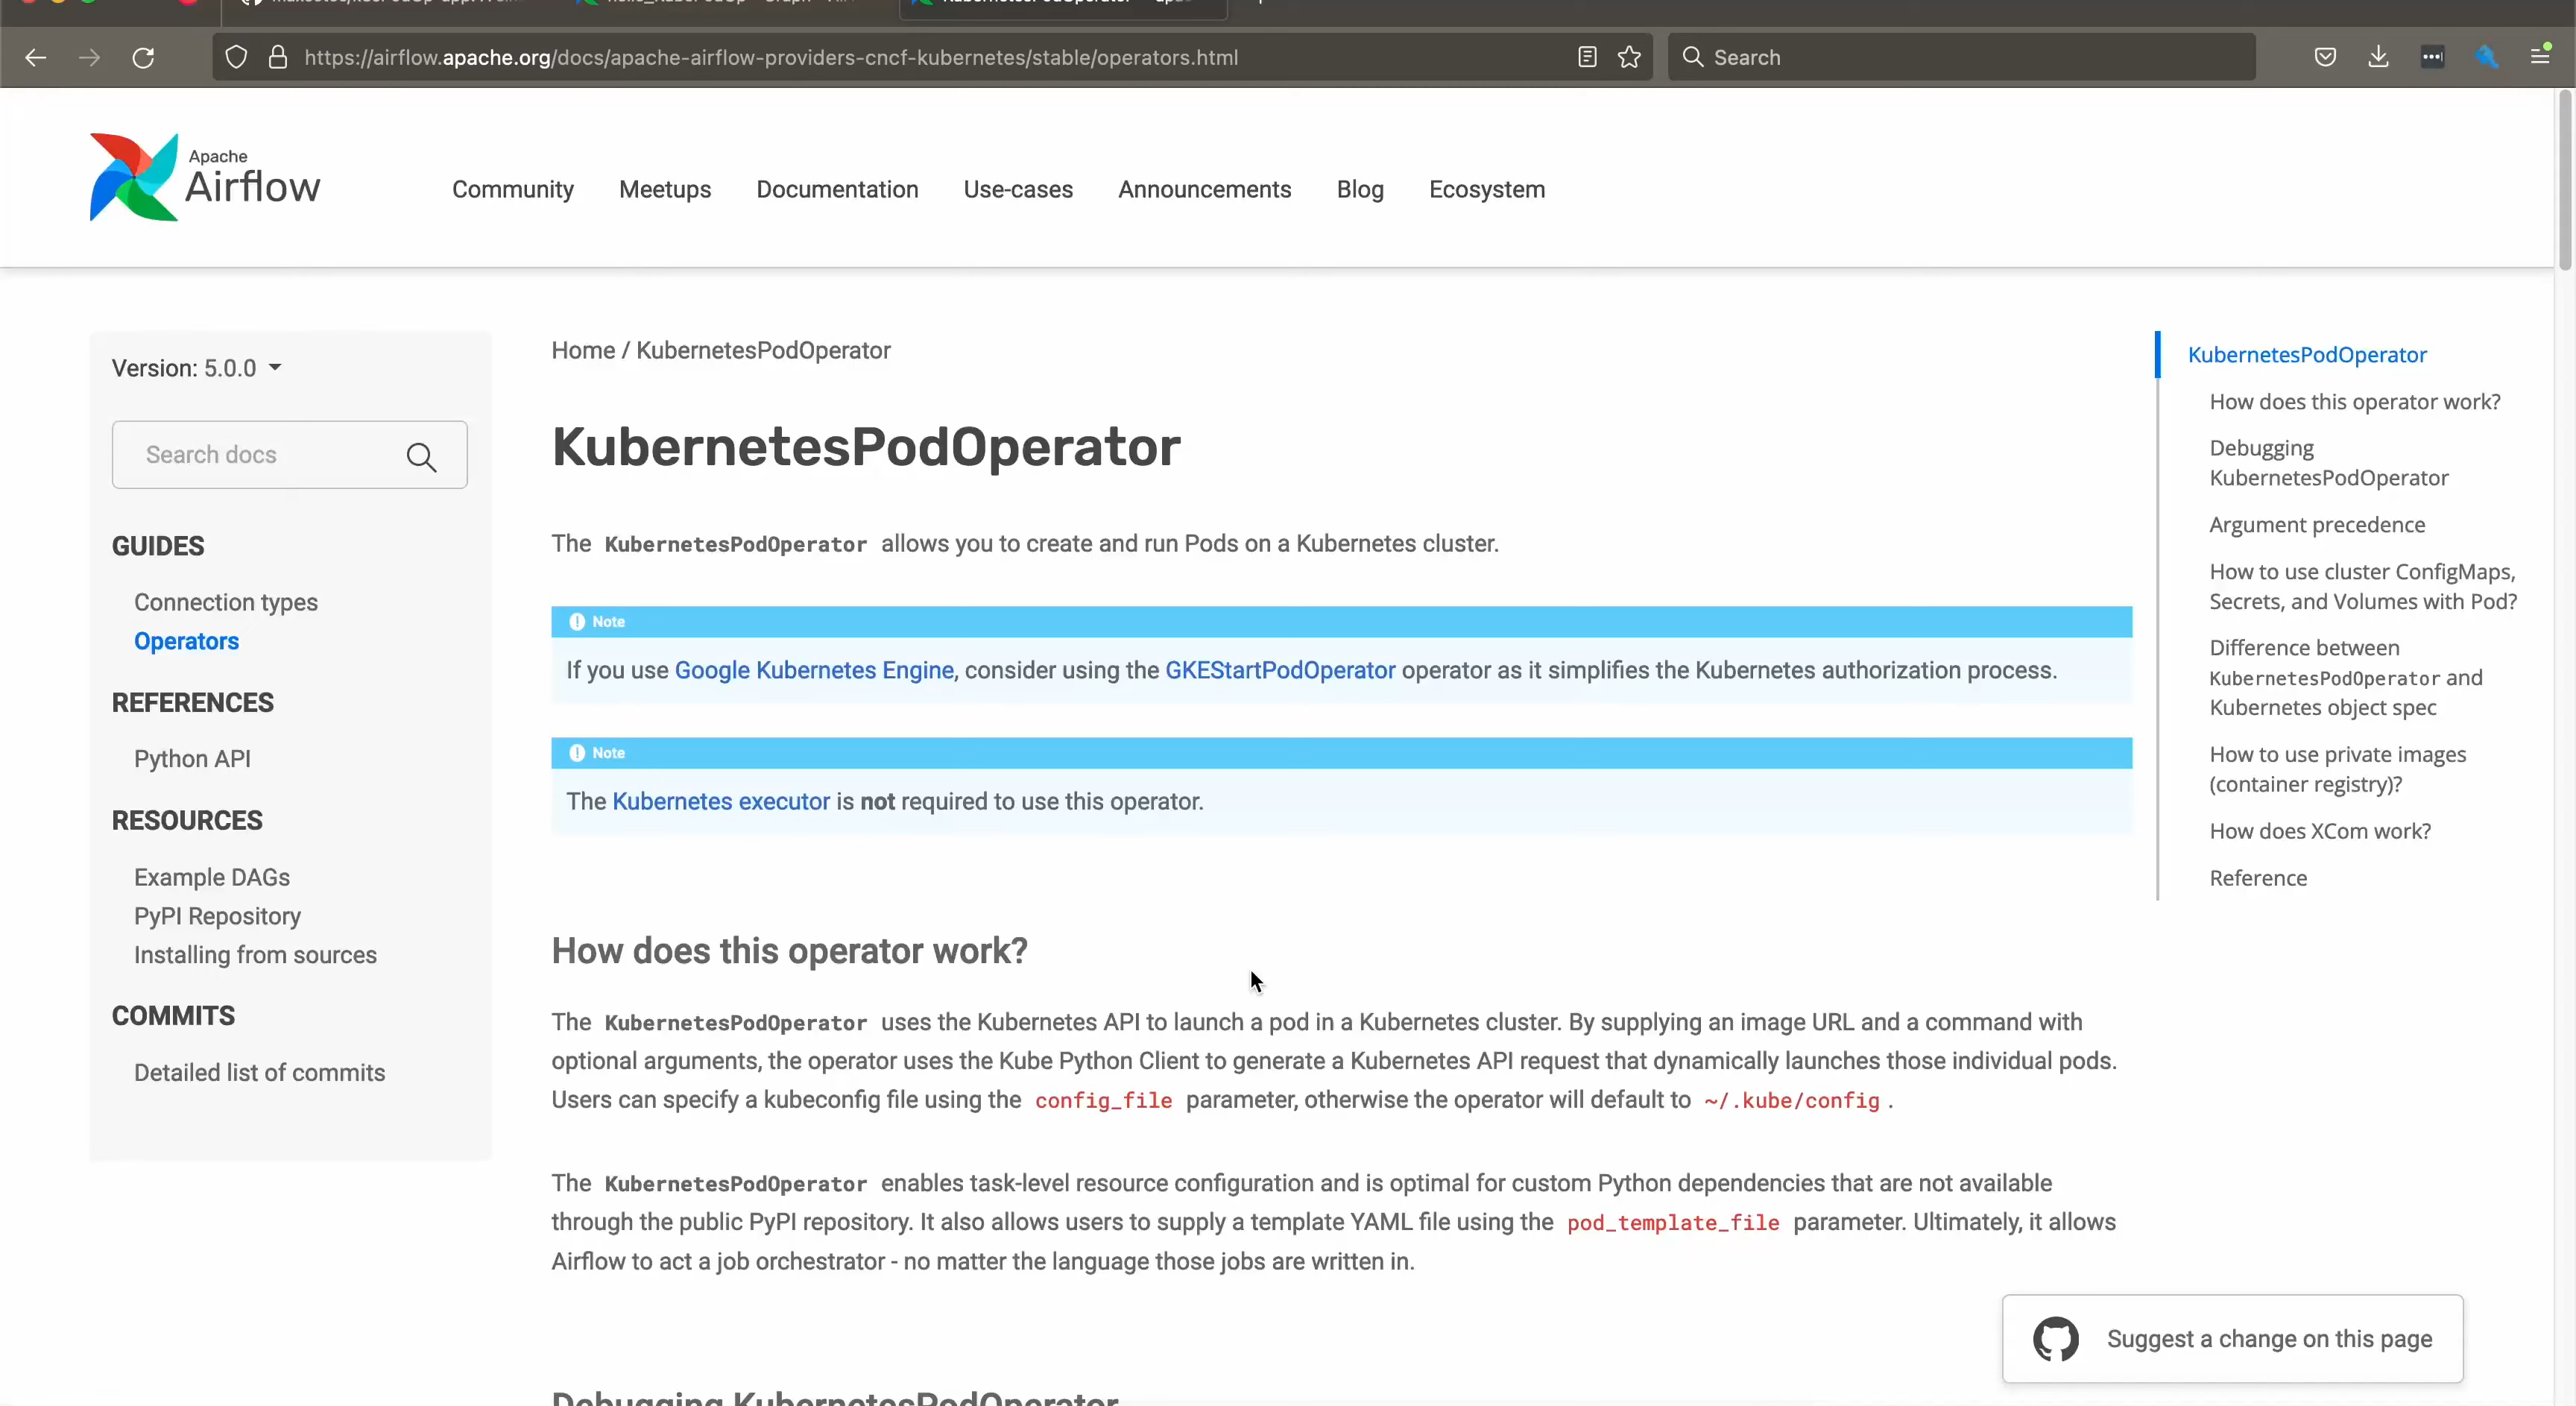 https://airflow.apache.org/docs/apache-airflow-providers-cncf-kubernetes/stable/operators.html
Search
Apache
Airflow
Community
Meetups
Documentation
Use-cases
Announcements
Blog
Ecosystem
Version: 5.0.0
Search docs
GUIDES
Connection types
Operators
REFERENCES
Python API
RESOURCES
Example DAGs
PyPI Repository
Installing from sources
COMMITS
Detailed list of commits
Home / KubernetesPodOperator
KubernetesPodOperator
The KubernetesPodOperator allows you to create and run Pods on a Kubernetes cluster.
Note
If you use Google Kubernetes Engine, consider using the GKEStartPodOperator operator as it simplifies the Kubernetes authorization process.
Note
The Kubernetes executor is not required to use this operator.
How does this operator work?
The KubernetesPodOperator uses the Kubernetes API to launch a pod in a Kubernetes cluster. By supplying an image URL and a command with
optional arguments, the operator uses the Kube Python Client to generate a Kubernetes API request that dynamically launches those individual pods.
Users can specify a kubeconfig file using the config_file parameter, otherwise the operator will default to ~/.kube/config .
The KubernetesPodOperator enables task-level resource configuration and is optimal for custom Python dependencies that are not available
through the public PyPI repository. It also allows users to supply a template YAML file using the pod_template_file parameter. Ultimately, it allows
Airflow to act a job orchestrator - no matter the language those jobs are written in.
Debugging KubernetesPodOperator
KubernetesPodOperator
How does this operator work?
Debugging
KubernetesPodOperator
Argument precedence
How to use cluster ConfigMaps,
Secrets, and Volumes with Pod?
Difference between
KubernetesPodOperator and
Kubernetes object spec
How to use private images
(container registry)?
How does XCom work?
Reference
Suggest a change on this page